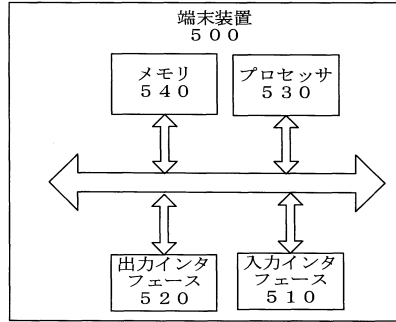 端末装置
５００
メモリ
５４０
プロセッサ
５３０
出力インタ
フェース
５２０
入力インタ
フェース
５１０